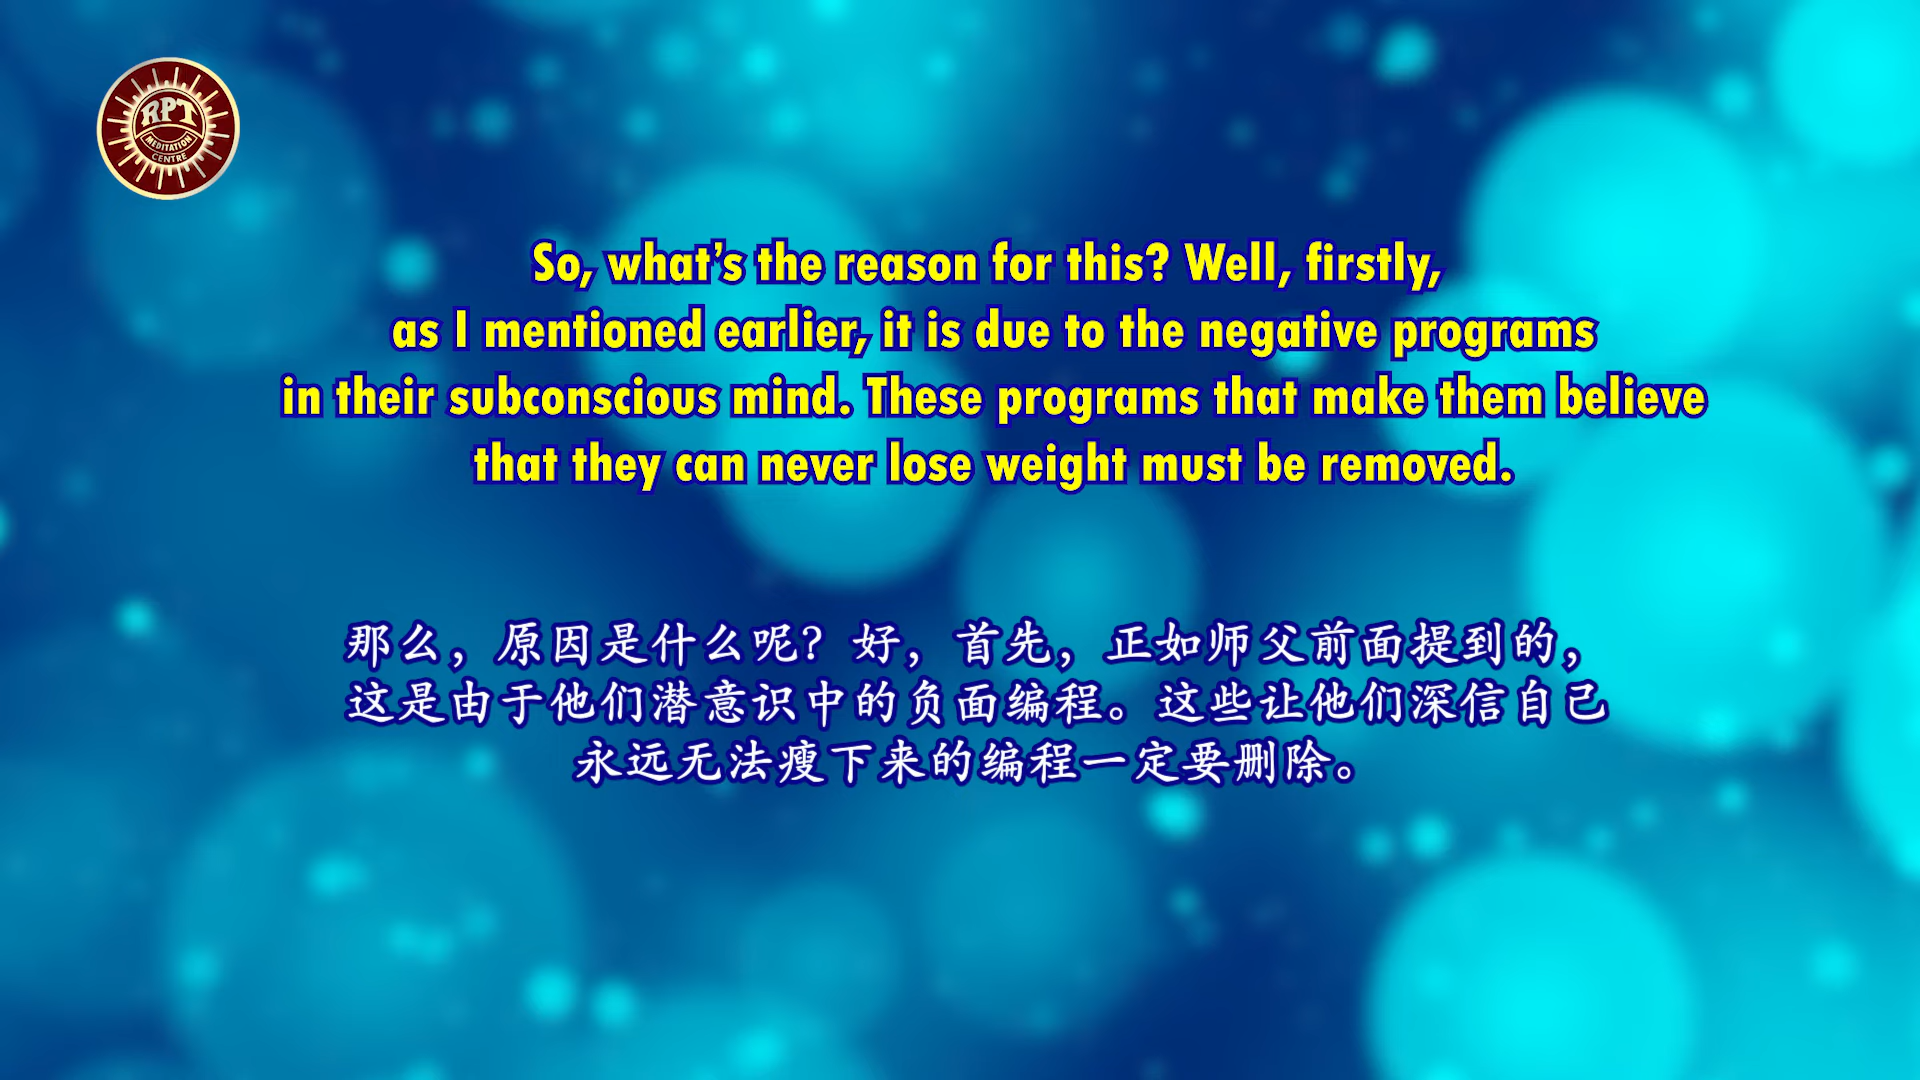 RPT
MEDITATION
CENTRE
So, what’s the reason for this? Well, firstly,
as I mentioned earlier, it is due to the negative programs
in their subconscious mind. These programs that make them believe
that they can never lose weight must be removed.
那么，原因是什么呢？好，首先，正如师父前面提到的，
这是由于他们潜意识中的负面编程。这些让他们深信自己
永远无法瘦下来的编程一定要删除。